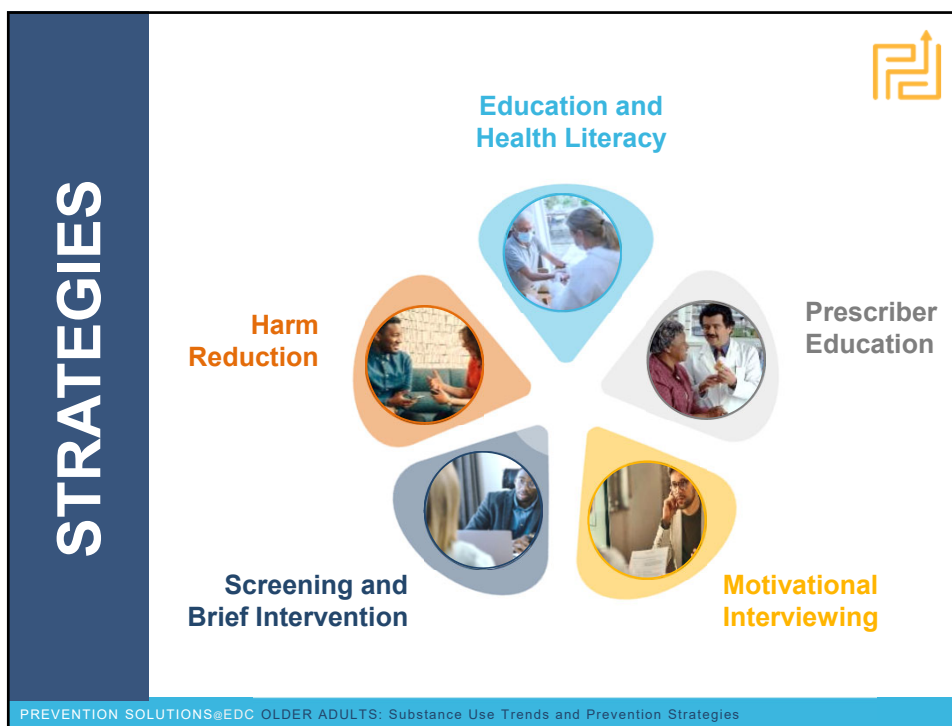 STRATEGIES
Education and
Health Literacy
Prescriber
Education
Motivational
Interviewing
Screening and
Brief Intervention
Harm
Reduction
PREVENTION SOLUTIONS@EDC OLDER ADULTS: Substance Use Trends and Prevention Strategies